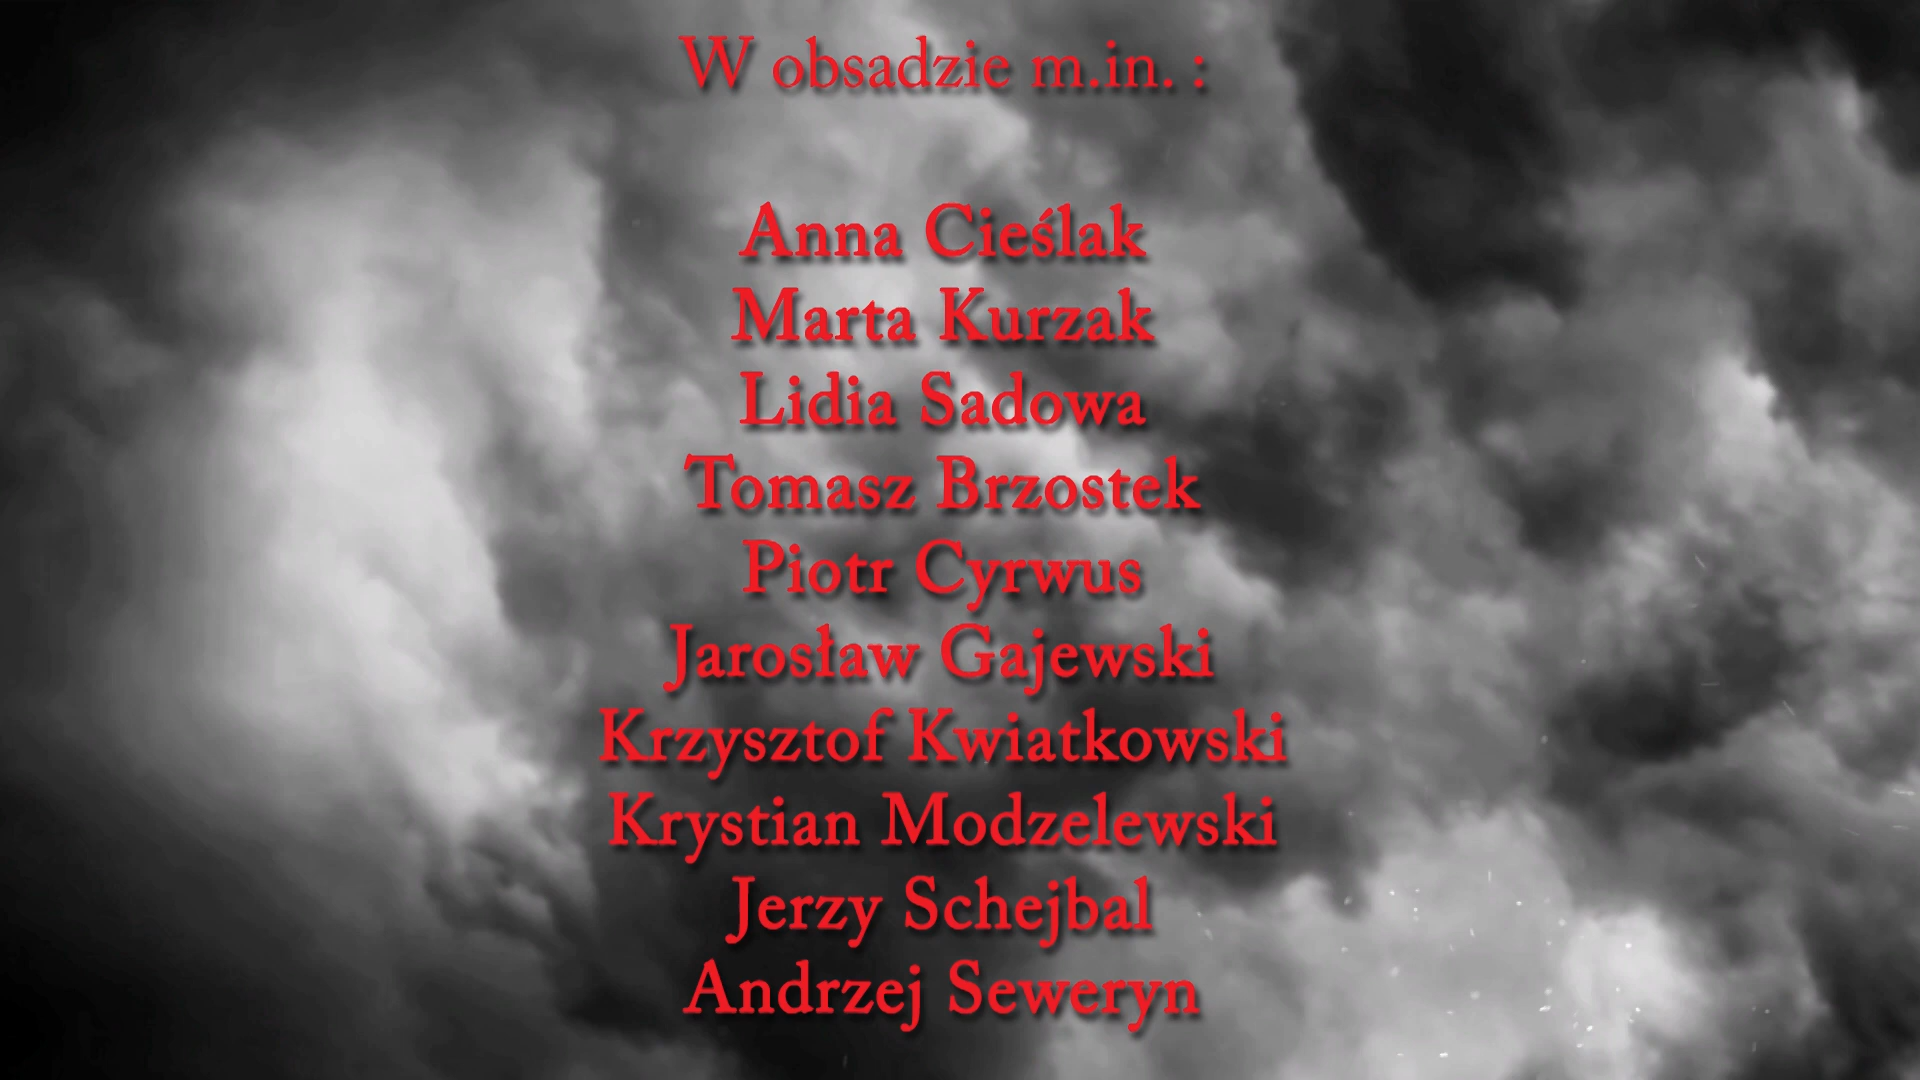 W obsadzie m.in. :
Anna Cieślak
Marta Kurzak
Lidia Sadowa
Tomasz Brzostek
Piotr Cyrwus
Jarosław Gajewski
Krzysztof Kwiatkowski
Krystian Modzelewski
Jerzy Schejbal
Andrzej Seweryn